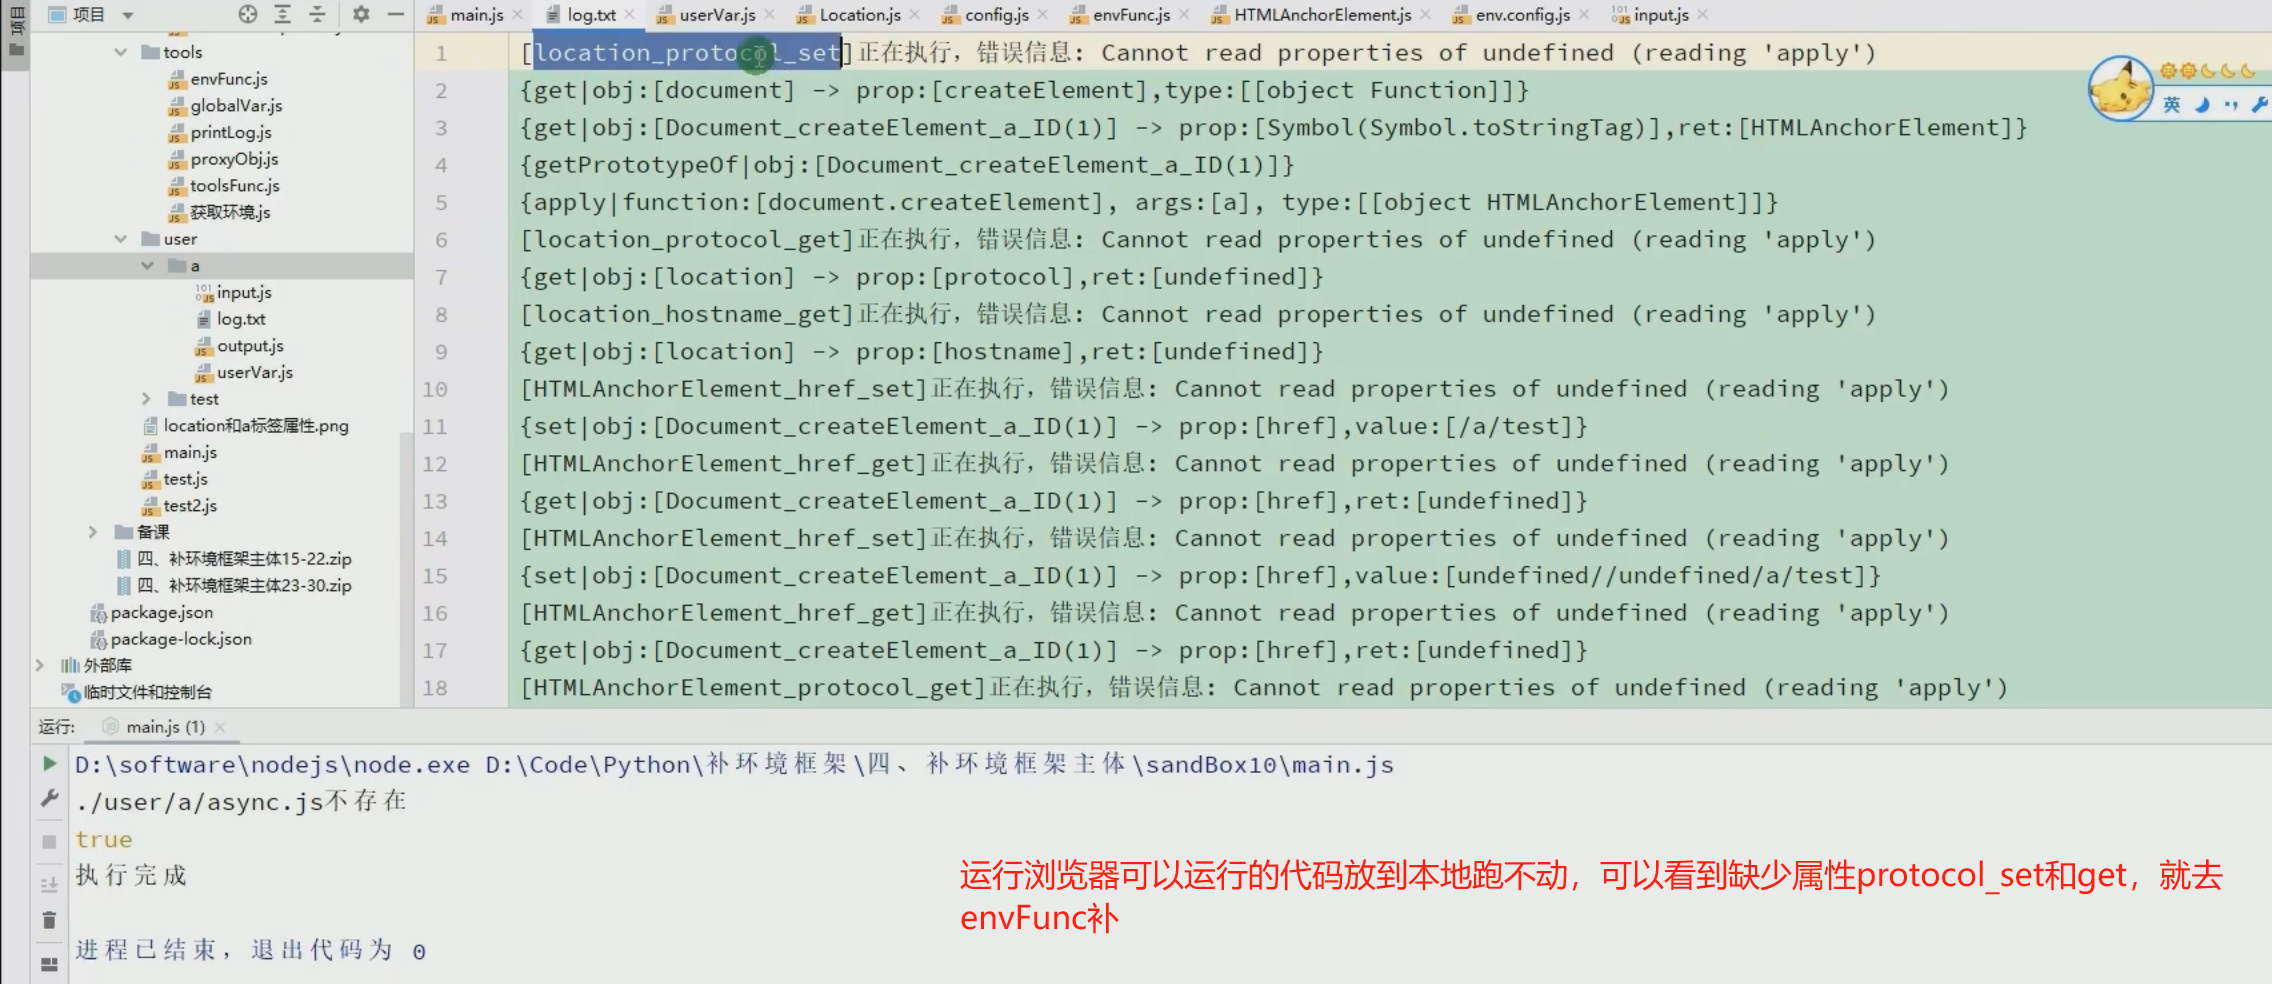 项目
main.js
log.txt
userVar.js
Location.js
config.js
envFunc.js
HTMLAnchorElement.js
env.config.js
input.js
项目
tools
envFunc.js
globalVar.js
printLog.js
proxyObj.js
toolsFunc.js
获取环境.js
user
a
input.js
log.txt
output.js
userVar.js
test
location和a标签属性.png
main.js
test.js
test2.js
备课
四、补环境框架主体15-22.zip
四、补环境框架主体23-30.zip
package.json
package-lock.json
外部库
临时文件和控制台
1 [location_protocol_set]正在执行，错误信息: Cannot read properties of undefined (reading 'apply')
2 {get|obj:[document] -> prop:[createElement],type:[[object Function]]}
3 {get|obj:[Document_createElement_a_ID(1)] -> prop:[Symbol(Symbol.toStringTag)],ret:[HTMLAnchorElement]}
4 {getPrototypeOf|obj:[Document_createElement_a_ID(1)]}
5 {apply|function:[document.createElement], args:[a], type:[[object HTMLAnchorElement]]}
6 [location_protocol_get]正在执行，错误信息: Cannot read properties of undefined (reading 'apply')
7 {get|obj:[location] -> prop:[protocol],ret:[undefined]}
8 [location_hostname_get]正在执行，错误信息: Cannot read properties of undefined (reading 'apply')
9 {get|obj:[location] -> prop:[hostname],ret:[undefined]}
10 [HTMLAnchorElement_href_set]正在执行，错误信息: Cannot read properties of undefined (reading 'apply')
11 {set|obj:[Document_createElement_a_ID(1)] -> prop:[href],value:[/a/test]}
12 [HTMLAnchorElement_href_get]正在执行，错误信息: Cannot read properties of undefined (reading 'apply')
13 {get|obj:[Document_createElement_a_ID(1)] -> prop:[href],ret:[undefined]}
14 [HTMLAnchorElement_href_set]正在执行，错误信息: Cannot read properties of undefined (reading 'apply')
15 {set|obj:[Document_createElement_a_ID(1)] -> prop:[href],value:[undefined//undefined/a/test]}
16 [HTMLAnchorElement_href_get]正在执行，错误信息: Cannot read properties of undefined (reading 'apply')
17 {get|obj:[Document_createElement_a_ID(1)] -> prop:[href],ret:[undefined]}
18 [HTMLAnchorElement_protocol_get]正在执行，错误信息: Cannot read properties of undefined (reading 'apply')
英
运行:
main.js (1)
D:\software\nodejs\node.exe D:\Code\Python\补环境框架\四、补环境框架主体\sandBox10\main.js
./user/a/async.js不存在
true
执行完成
进程已结束，退出代码为 0
运行浏览器可以运行的代码放到本地跑不动，可以看到缺少属性protocol_set和get，就去
envFunc补